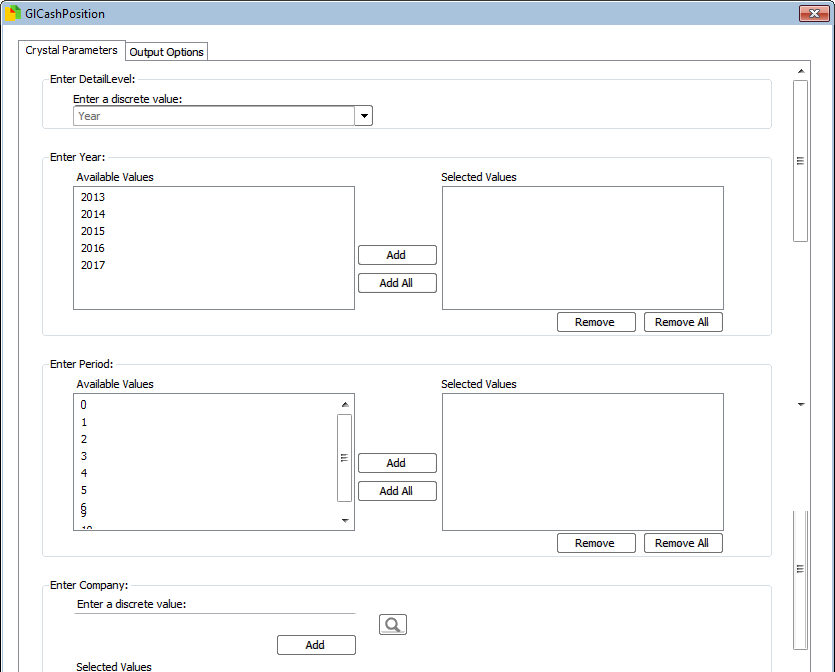 GlCashPosition
Crystal Parameters
Output Options
Enter DetailLevel:
Enter a discrete value:
Year
Enter Year:
Available Values
Selected Values
2013
2014
2015
2016
2017
Add
Add All
Remove
Remove All
Enter Period:
Available Values
Selected Values
0
1
2
3
4
5
6
9
10
Add
Add All
Remove
Remove All
Enter Company:
Enter a discrete value:
Add
Selected Values